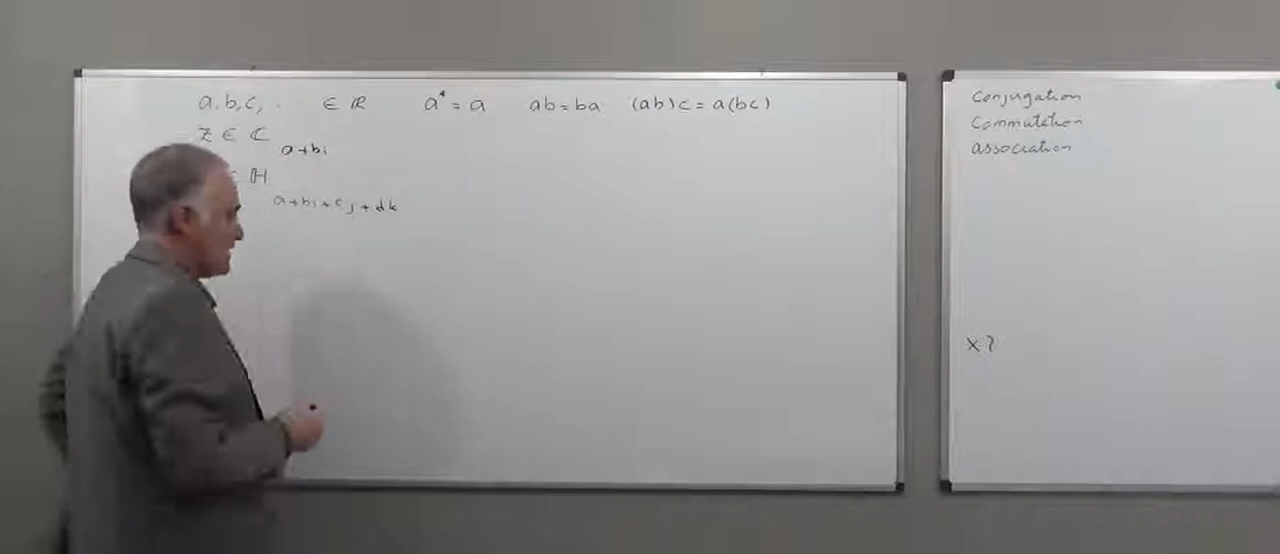 a, b, c, . ∈ ℝ a* = a ab = ba (ab)c = a(bc)
z ∈ ℂ
a+bi
∈ ℍ
a+bi+cj+dk
Conjugation
Commutation
association
x?